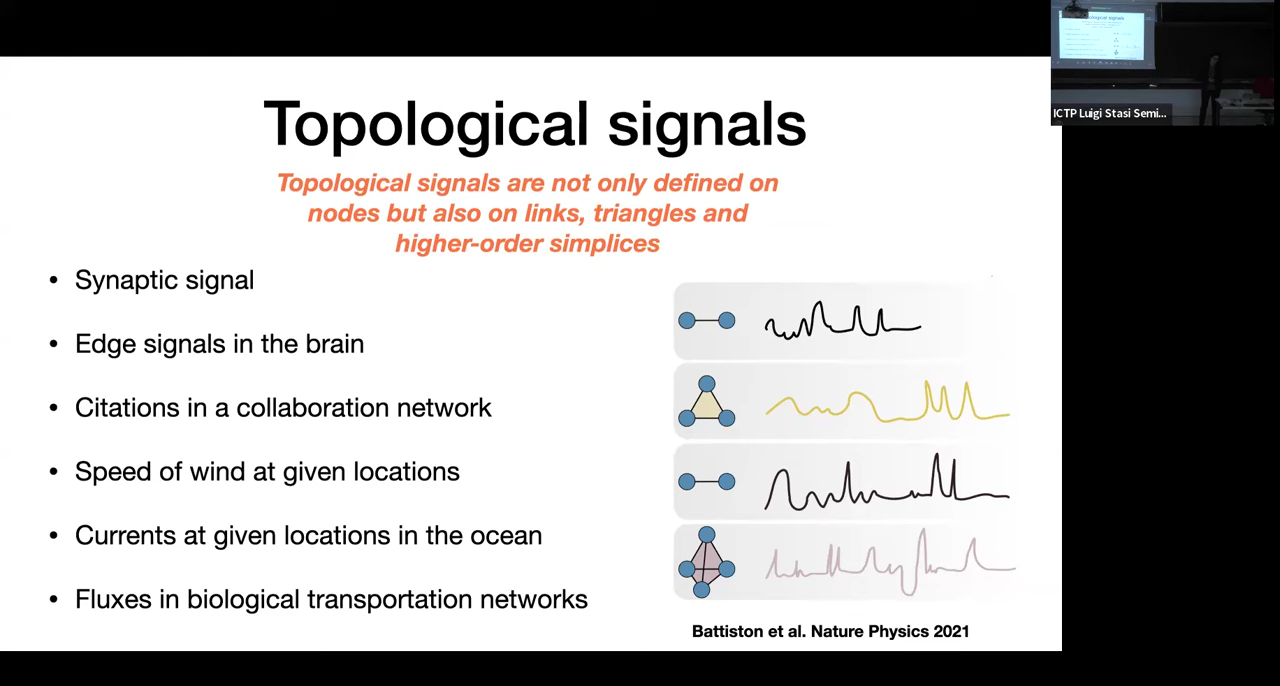 Topological signals
Topological signals are not only defined on
nodes but also on links, triangles and
higher-order simplices
• Synaptic signal
• Edge signals in the brain
• Citations in a collaboration network
• Speed of wind at given locations
• Currents at given locations in the ocean
• Fluxes in biological transportation networks
Battiston et al. Nature Physics 2021
ICTP Luigi Stasi Semi...